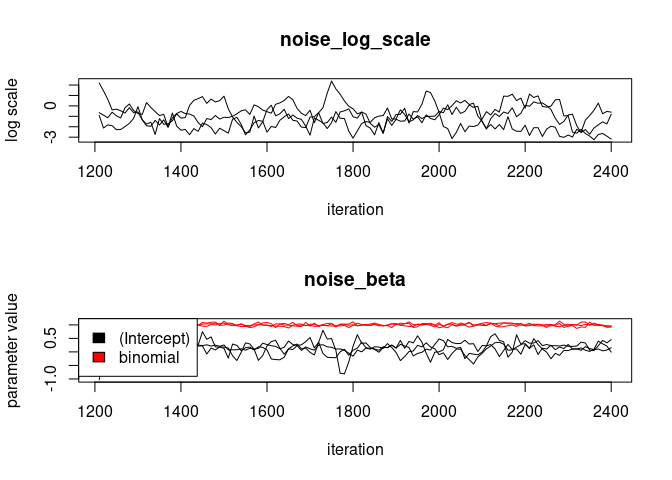 noise_log_scale
log scale
0
-3
1200 1400 1600 1800 2000 2200 2400
iteration
noise_beta
parameter value
0.5
-1.0
(Intercept)
binomial
1200 1400 1600 1800 2000 2200 2400
iteration